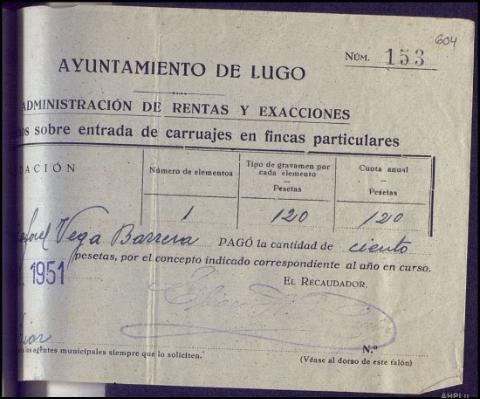 604
NÚM. 153
AYUNTAMIENTO DE LUGO
ADMINISTRACIÓN DE RENTAS Y EXACCIONES
os sobre entrada de carruajes en fincas particulares
ACIÓN
Número de elementos
Tipo de gravamen por cada elemento
Pesetas
Cuota anual
Pesetas
1
120
120
Vega Barrera PAGÓ la cantidad de ciento
pesetas, por el concepto indicado correspondiente al año en curso.
1951
EL RECAUDADOR.
agentes municipales siempre que lo soliciten.
N.º
(Véase al dorso de este talón)
AHPLU